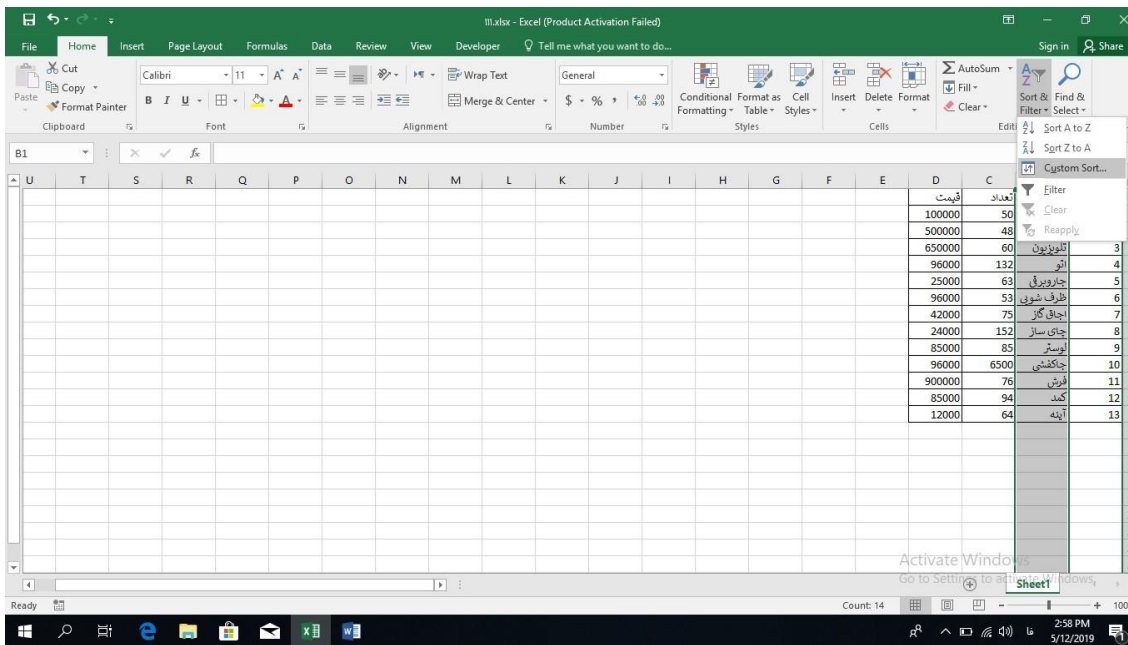 111.xlsx - Excel (Product Activation Failed)
File Home Insert Page Layout Formulas Data Review View Developer Tell me what you want to do... Sign in Share
Cut
Copy
Format Painter
Paste
Clipboard
Calibri 11
B I U
Font
Wrap Text
Merge & Center
Alignment
General
$ % ,
Number
Conditional Formatting
Format as Table
Cell Styles
Styles
Insert Delete Format
Cells
AutoSum
Fill
Clear
Sort & Filter
Find & Select
Sort A to Z
Sort Z to A
Custom Sort...
Filter
Clear
Reapply
B1
fx
U T S R Q P O N M L K J I H G F E D C
تعداد قیمت
50 100000
48 500000
3 تلویزیون 60 650000
4 اتو 132 96000
5 جاروبرقی 63 25000
6 ظرف شویی 53 96000
7 اجاق گاز 75 42000
8 چای ساز 152 24000
9 لوستر 85 85000
10 جاکفشی 6500 96000
11 فرش 76 900000
12 کمد 94 85000
13 آینه 64 12000
Activate Windows
Go to Settings to activate Windows.
Sheet1
Ready
Count: 14
100
فا
2:58 PM
5/12/2019